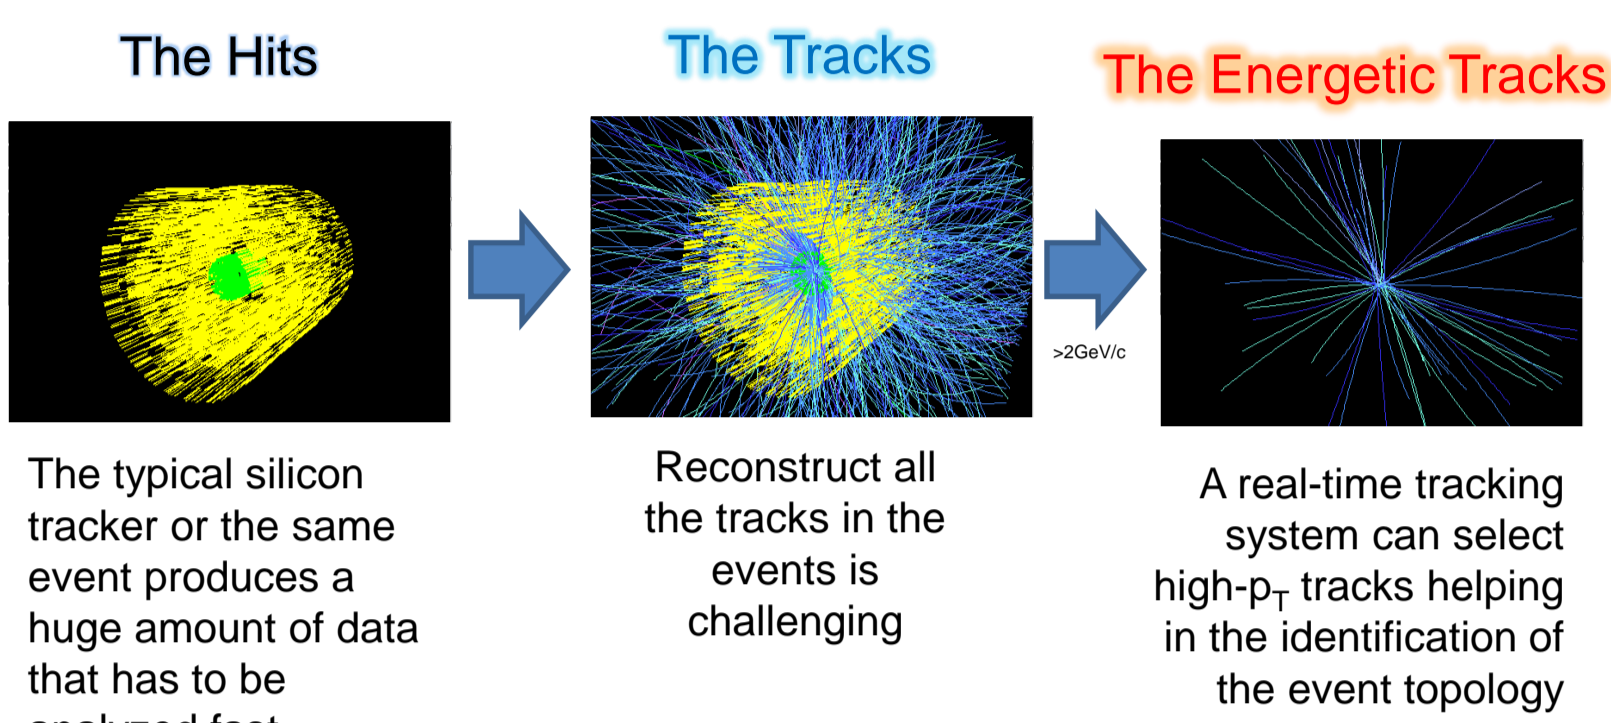 The Hits
The Tracks
The Energetic Tracks
>2GeV/c
The typical silicon
tracker or the same
event produces a
huge amount of data
that has to be
analyzed fast
Reconstruct all
the tracks in the
events is
challenging
A real-time tracking
system can select
high-pT tracks helping
in the identification of
the event topology